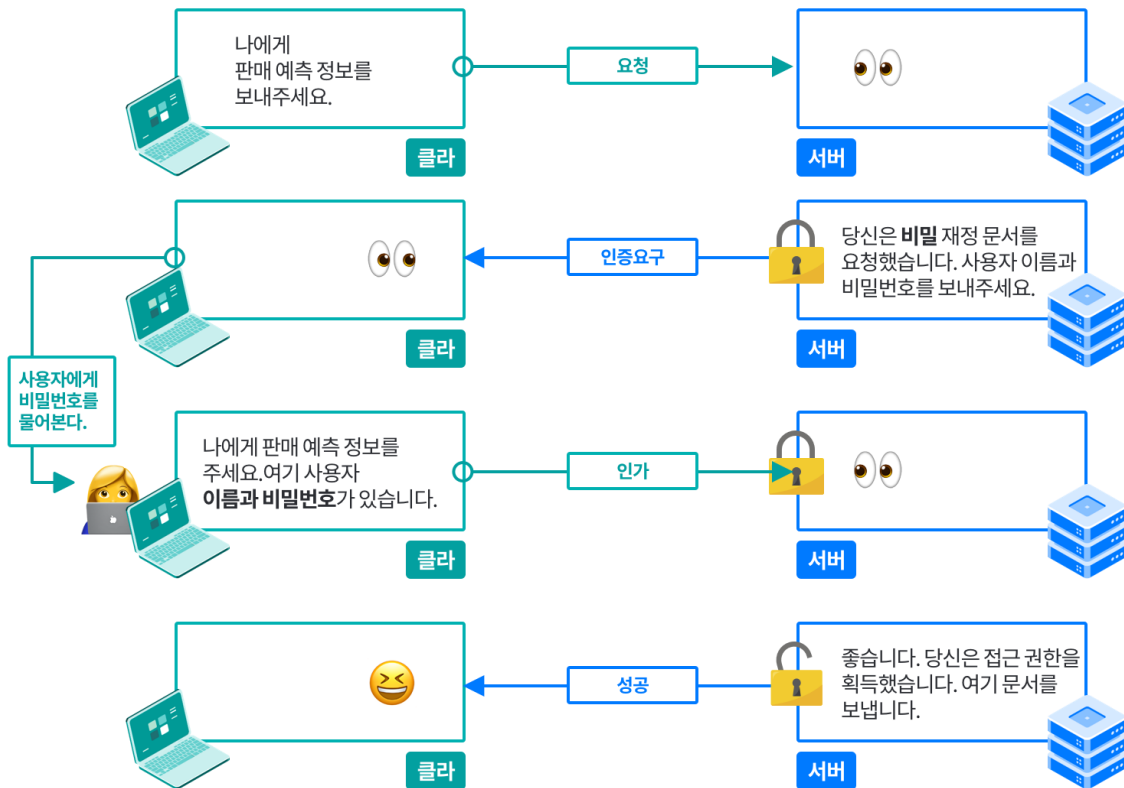 나에게
판매 예측 정보를
보내주세요.
요청
클라
서버
인증요구
당신은 비밀 재정 문서를
요청했습니다. 사용자 이름과
비밀번호를 보내주세요.
클라
서버
사용자에게
비밀번호를
물어본다.
나에게 판매 예측 정보를
주세요.여기 사용자
이름과 비밀번호가 있습니다.
인가
클라
서버
성공
좋습니다. 당신은 접근 권한을
획득했습니다. 여기 문서를
보냅니다.
클라
서버